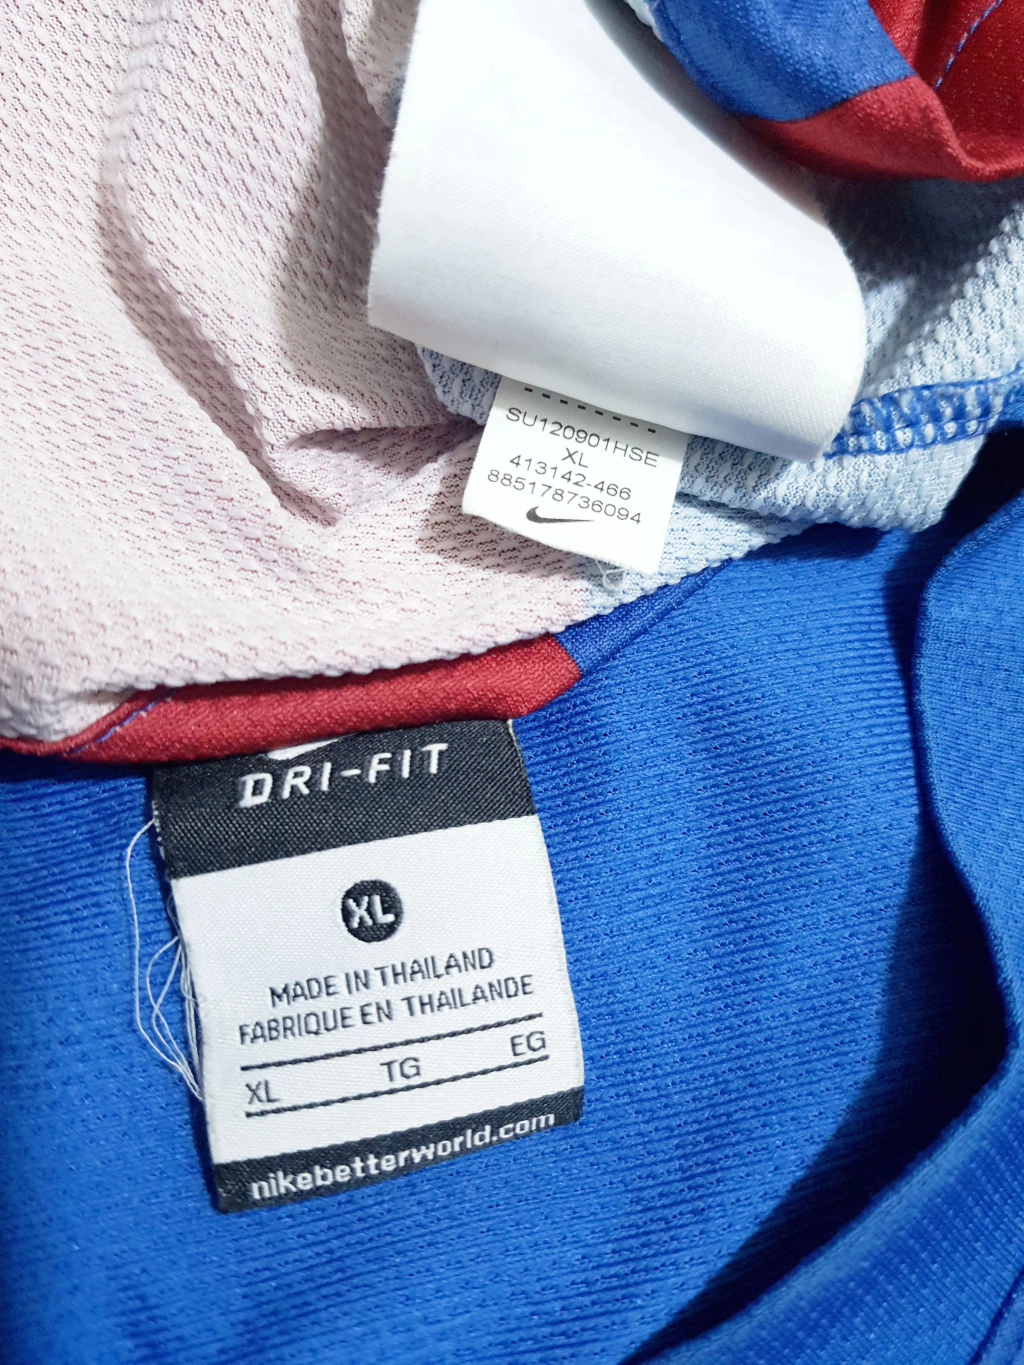 SU120901HSE
XL
413142-466
885178736094
DRI-FIT
XL
MADE IN THAILAND
FABRIQUE EN THAILANDE
XL TG EG
nikebetterworld.com